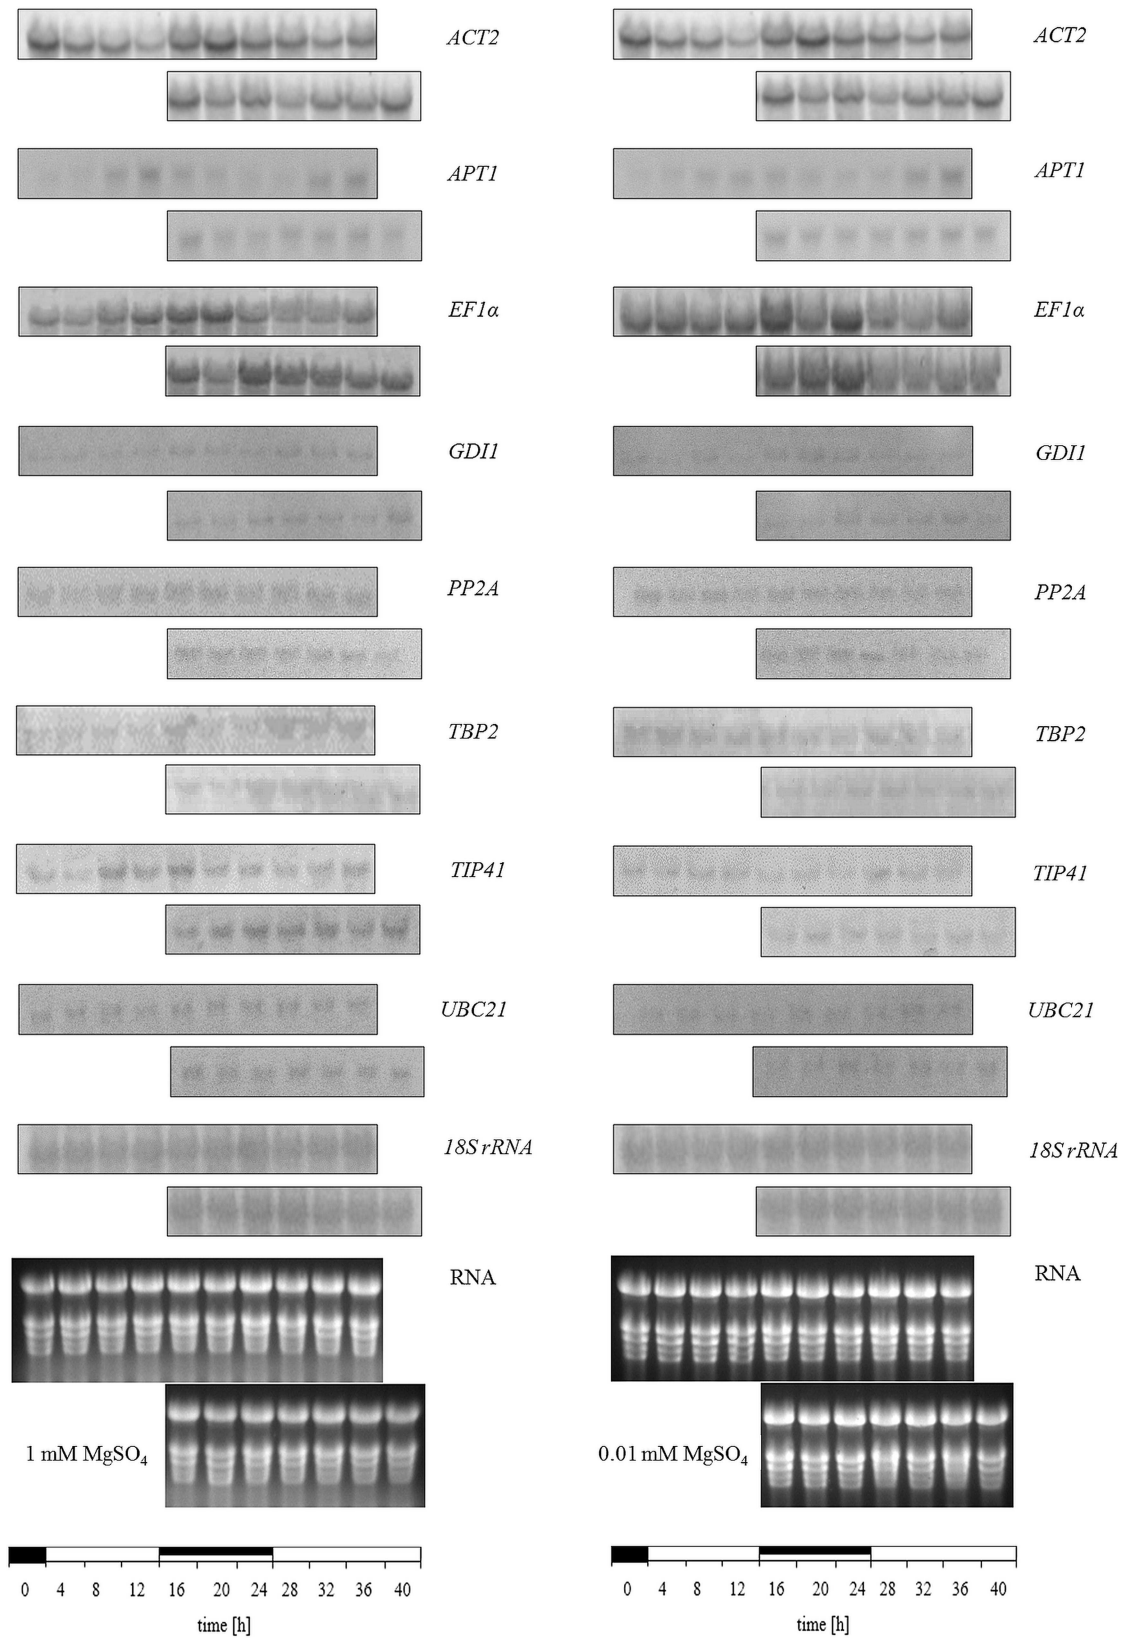 ACT2 ACT2
APT1 APT1
EF1α EF1α
GDI1 GDI1
PP2A PP2A
TBP2 TBP2
TIP41 TIP41
UBC21 UBC21
18S rRNA 18S rRNA
RNA RNA
1 mM MgSO₄ 0.01 mM MgSO₄
0 4 8 12 16 20 24 28 32 36 40 0 4 8 12 16 20 24 28 32 36 40
time [h] time [h]